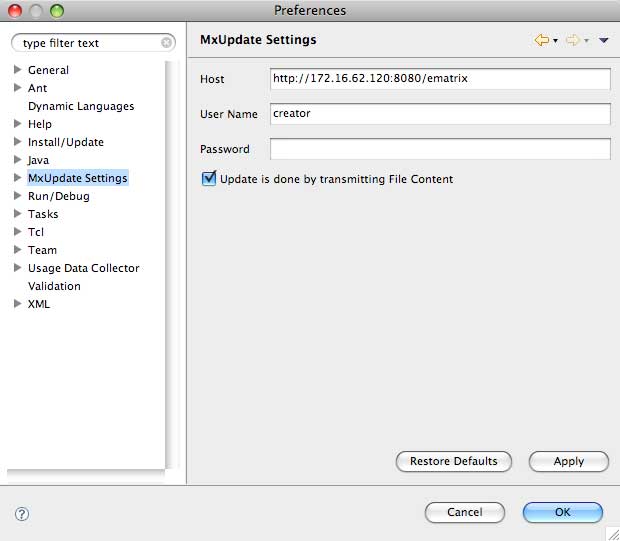 Preferences
type filter text
General
Ant
Dynamic Languages
Help
Install/Update
Java
MxUpdate Settings
Run/Debug
Tasks
Tcl
Team
Usage Data Collector
Validation
XML
MxUpdate Settings
Host http://172.16.62.120:8080/ematrix
User Name creator
Password
Update is done by transmitting File Content
Restore Defaults Apply
? Cancel OK